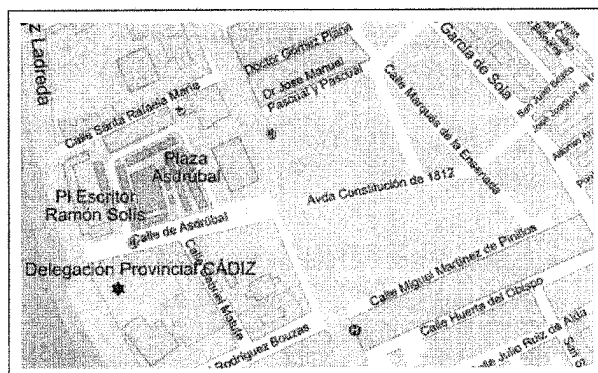 z Ladreda
Doctor Gómez Plana
García de Sola
Dr José Manuel
Pascual y Pascual
Calle Marqués de la Ensenada
San Juan Bosco
Calle Santa Rafaela María
Plaza
Asdrúbal
Avda Constitución de 1812
Pl Escritor
Ramón Solís
Calle de Asdrúbal
Delegación Provincial CÁDIZ
Calle Miguel Martínez de Pinillos
Calle Huerta del Obispo
Rodríguez Bouzas
Calle Julio Ruiz de Alda